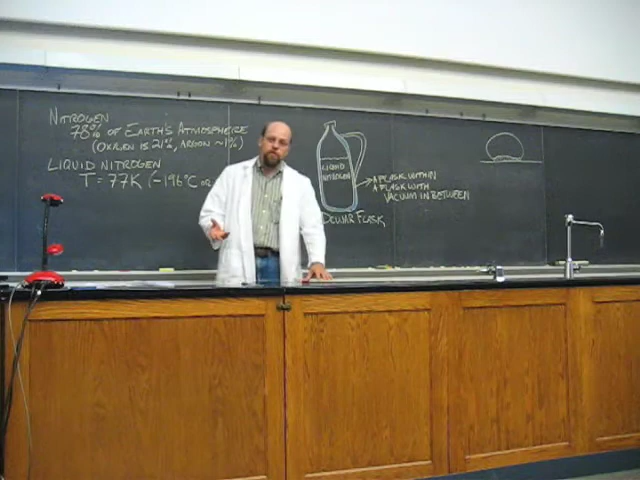 NITROGEN
78% OF EARTH'S ATMOSPHERE
(OXYGEN IS 21%, ARGON ~1%)
LIQUID NITROGEN
T = 77K (-196°C OR
LIQUID
NITROGEN
A FLASK WITHIN
A FLASK WITH
VACUUM IN BETWEEN
DEWAR FLASK